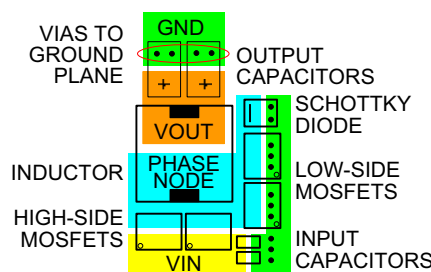 VIAS TO
GROUND
PLANE
GND
OUTPUT
CAPACITORS
VOUT
SCHOTTKY
DIODE
INDUCTOR
PHASE
NODE
LOW-SIDE
MOSFETS
HIGH-SIDE
MOSFETS
VIN
INPUT
CAPACITORS